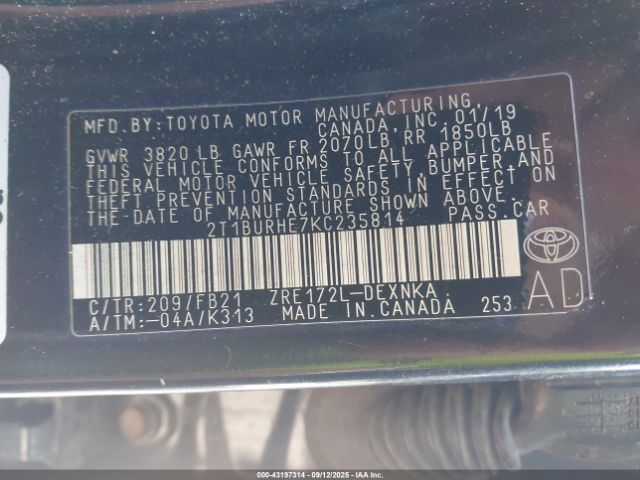 MFD.BY:TOYOTA MOTOR MANUFACTURING,
CANADA,INC. 01/19
GVWR 3820 LB GAWR FR 2070LB RR 1850LB
THIS VEHICLE CONFORMS TO ALL APPLICABLE
FEDERAL MOTOR VEHICLE SAFETY,BUMPER AND
THEFT PREVENTION STANDARDS IN EFFECT ON
THE-DATE OF MANUFACTURE SHOWN ABOVE.
2T1BURHE7KC235814 PASS.CAR
C/TR:209/FB21 ZRE172L-DEXNKA
A/TM:-04A/K313 MADE IN.CANADA 253
AD
000-43197314 - 09/12/2025 - IAA Inc.